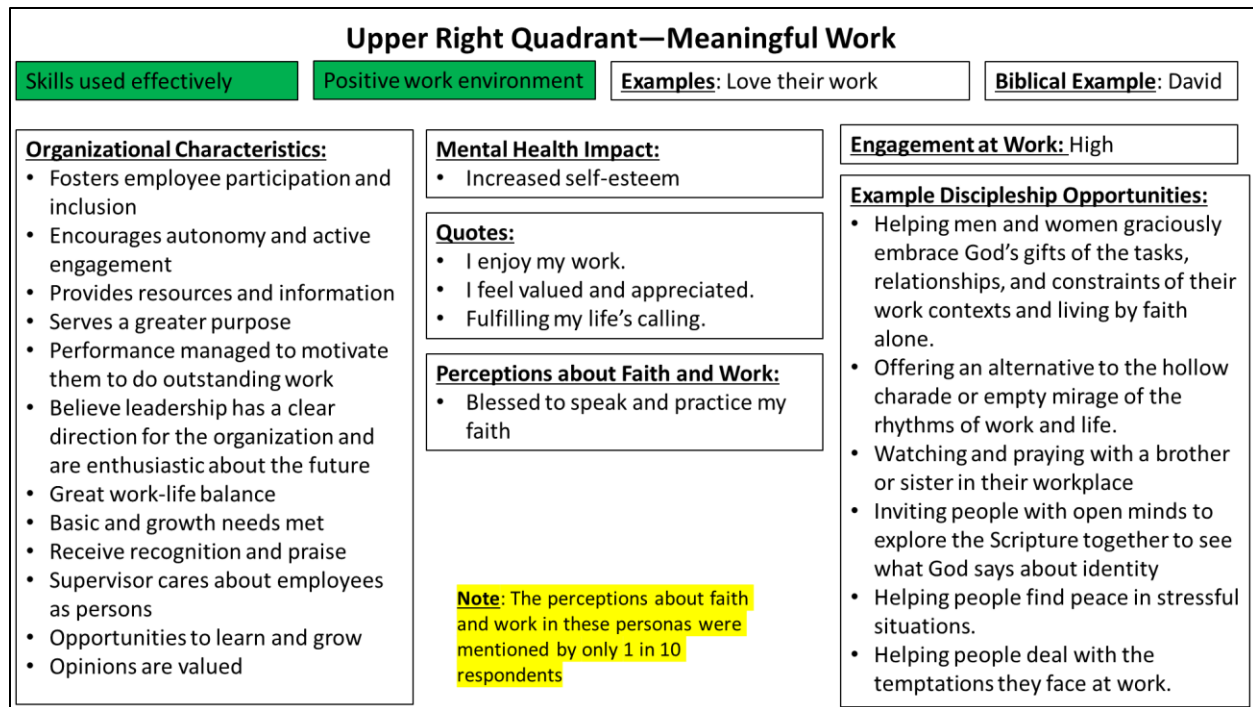 Upper Right Quadrant—Meaningful Work
Skills used effectively
Positive work environment
Examples: Love their work
Biblical Example: David
Organizational Characteristics:
• Fosters employee participation and
inclusion
• Encourages autonomy and active
engagement
• Provides resources and information
• Serves a greater purpose
• Performance managed to motivate
them to do outstanding work
• Believe leadership has a clear
direction for the organization and
are enthusiastic about the future
• Great work-life balance
• Basic and growth needs met
• Receive recognition and praise
• Supervisor cares about employees
as persons
• Opportunities to learn and grow
• Opinions are valued
Mental Health Impact:
• Increased self-esteem
Quotes:
• I enjoy my work.
• I feel valued and appreciated.
• Fulfilling my life’s calling.
Perceptions about Faith and Work:
• Blessed to speak and practice my
faith
Note: The perceptions about faith
and work in these personas were
mentioned by only 1 in 10
respondents
Engagement at Work: High
Example Discipleship Opportunities:
• Helping men and women graciously
embrace God’s gifts of the tasks,
relationships, and constraints of their
work contexts and living by faith
alone.
• Offering an alternative to the hollow
charade or empty mirage of the
rhythms of work and life.
• Watching and praying with a brother
or sister in their workplace
• Inviting people with open minds to
explore the Scripture together to see
what God says about identity
• Helping people find peace in stressful
situations.
• Helping people deal with the
temptations they face at work.